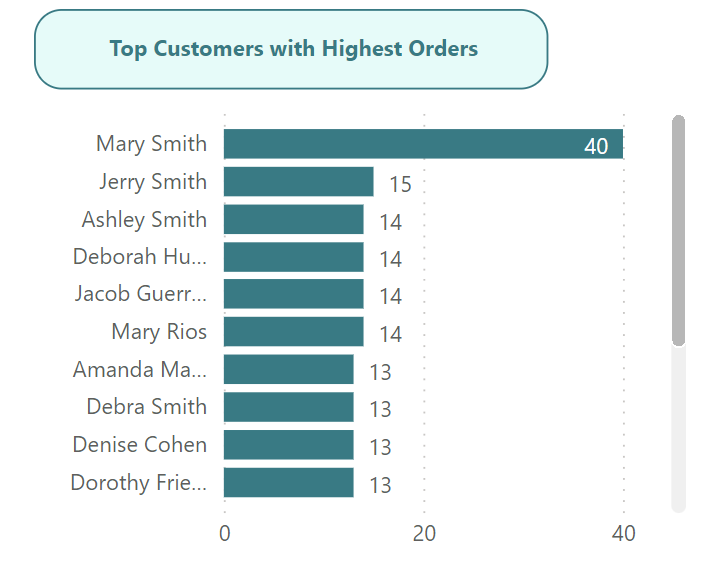 Top Customers with Highest Orders
Mary Smith 40
Jerry Smith 15
Ashley Smith 14
Deborah Hu... 14
Jacob Guerr... 14
Mary Rios 14
Amanda Ma... 13
Debra Smith 13
Denise Cohen 13
Dorothy Frie... 13
0 20 40